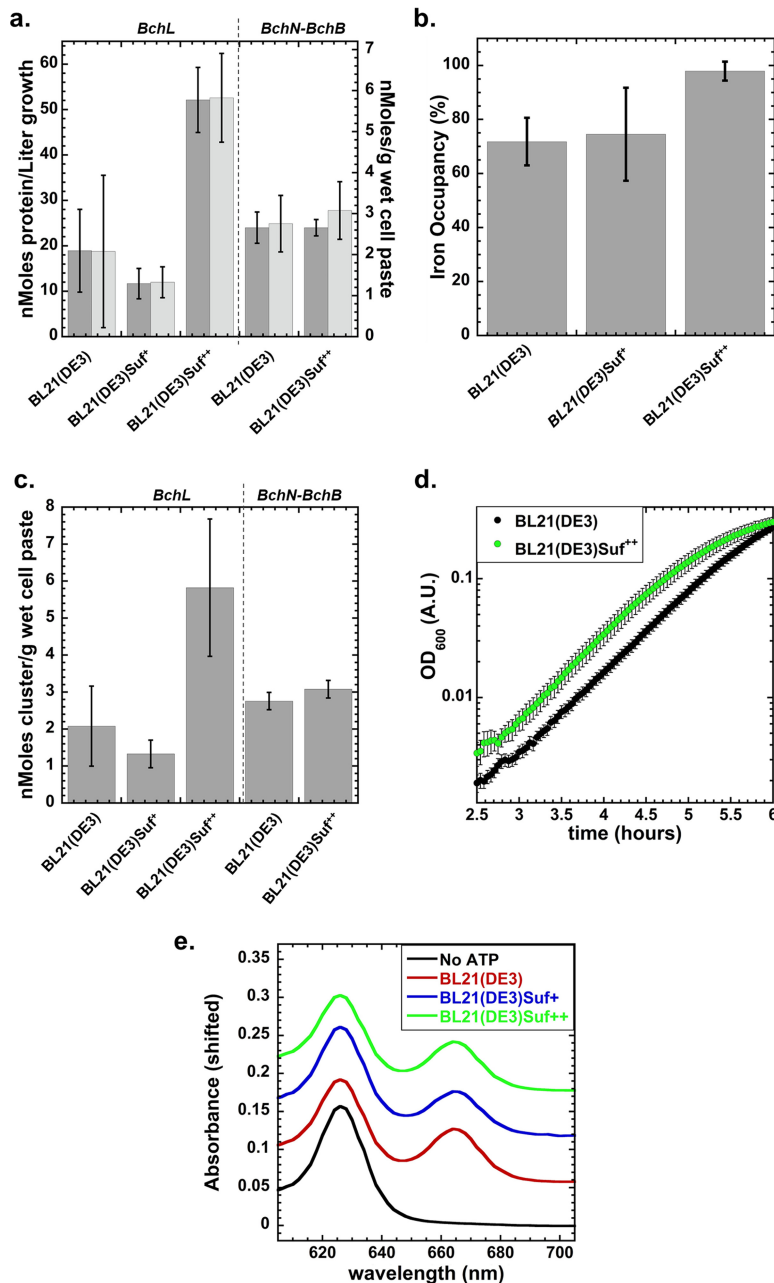 a.
BchL
BchN-BchB
nMoles protein/Liter growth
60
50
40
30
20
10
0
7
6
5
4
3
2
1
0
nMoles/g wet cell paste
BL21(DE3)
BL21(DE3)Suf+
BL21(DE3)Suf++
BL21(DE3)
BL21(DE3)Suf++
b.
Iron Occupancy (%)
100
80
60
40
20
0
BL21(DE3)
BL21(DE3)Suf+
BL21(DE3)Suf++
c.
BchL
BchN-BchB
nMoles cluster/g wet cell paste
8
7
6
5
4
3
2
1
0
BL21(DE3)
BL21(DE3)Suf+
BL21(DE3)Suf++
BL21(DE3)
BL21(DE3)Suf++
d.
BL21(DE3)
BL21(DE3)Suf++
OD600 (A.U.)
0.1
0.01
2.5 3 3.5 4 4.5 5 5.5 6
time (hours)
e.
No ATP
BL21(DE3)
BL21(DE3)Suf+
BL21(DE3)Suf++
Absorbance (shifted)
0.35
0.3
0.25
0.2
0.15
0.1
0.05
0
620 640 660 680 700
wavelength (nm)